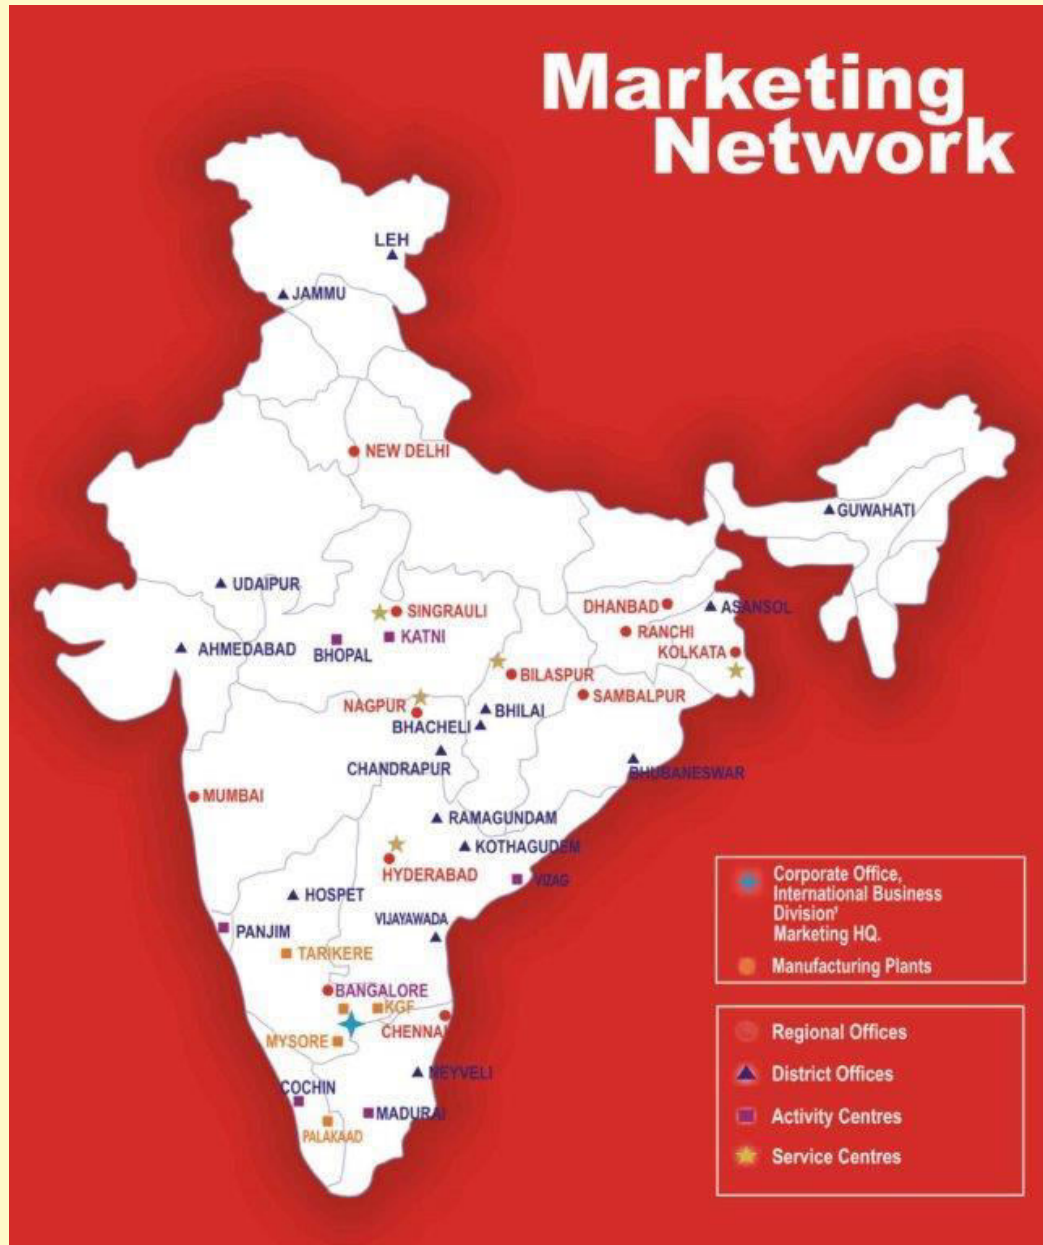 Marketing
Network
LEH
JAMMU
NEW DELHI
GUWAHATI
UDAIPUR
SINGRAULI
DHANBAD
ASANSOL
KATNI
RANCHI
AHMEDABAD
BHOPAL
KOLKATA
BILASPUR
SAMBALPUR
NAGPUR
BHILAI
BHACHELI
CHANDRAPUR
BHUBANESWAR
MUMBAI
RAMAGUNDAM
KOTHAGUDEM
HYDERABAD
VIZAG
HOSPET
VIJAYAWADA
PANJIM
TARIKERE
BANGALORE
KGF
CHENNAI
MYSORE
NEYVELI
COCHIN
MADURAI
PALAKAAD
Corporate Office,
International Business
Division'
Marketing HQ.
Manufacturing Plants
Regional Offices
District Offices
Activity Centres
Service Centres